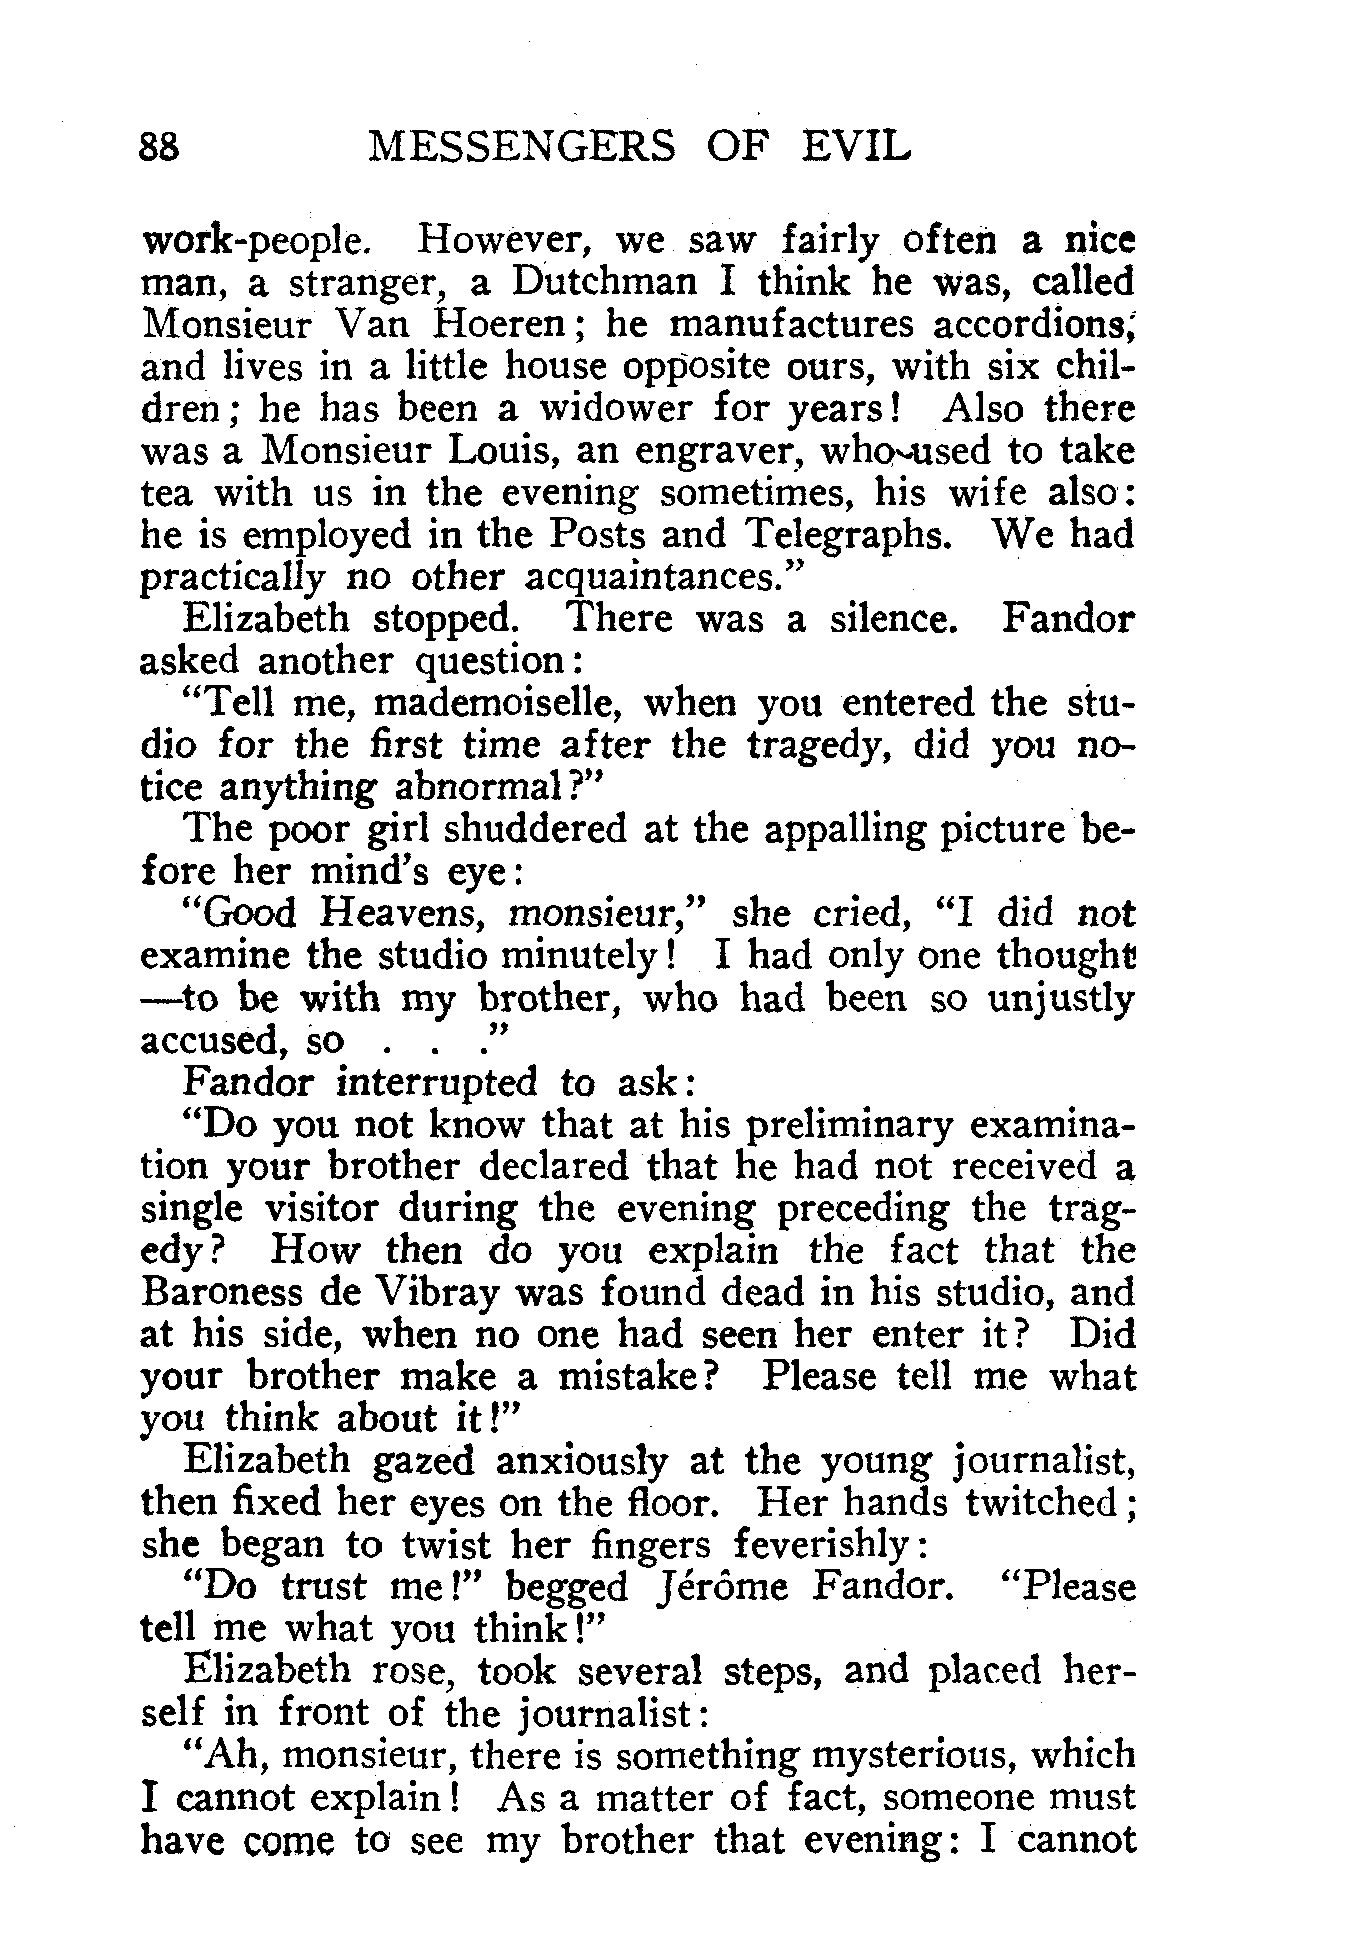 88 MESSENGERS OF EVIL
work-people. However, we saw fairly often a nice
man, a stranger, a Dutchman I think he was, called
Monsieur Van Hoeren; he manufactures accordions,
and lives in a little house opposite ours, with six chil-
dren; he has been a widower for years! Also there
was a Monsieur Louis, an engraver, who used to take
tea with us in the evening sometimes, his wife also:
he is employed in the Posts and Telegraphs. We had
practically no other acquaintances."
Elizabeth stopped. There was a silence. Fandor
asked another question:
"Tell me, mademoiselle, when you entered the stu-
dio for the first time after the tragedy, did you no-
tice anything abnormal?"
The poor girl shuddered at the appalling picture be-
fore her mind's eye:
"Good Heavens, monsieur," she cried, "I did not
examine the studio minutely! I had only one thought
—to be with my brother, who had been so unjustly
accused, so . . ."
Fandor interrupted to ask:
"Do you not know that at his preliminary examina-
tion your brother declared that he had not received a
single visitor during the evening preceding the trag-
edy? How then do you explain the fact that the
Baroness de Vibray was found dead in his studio, and
at his side, when no one had seen her enter it? Did
your brother make a mistake? Please tell me what
you think about it!"
Elizabeth gazed anxiously at the young journalist,
then fixed her eyes on the floor. Her hands twitched;
she began to twist her fingers feverishly:
"Do trust me!" begged Jérôme Fandor. "Please
tell me what you think!"
Elizabeth rose, took several steps, and placed her-
self in front of the journalist:
"Ah, monsieur, there is something mysterious, which
I cannot explain! As a matter of fact, someone must
have come to see my brother that evening: I cannot